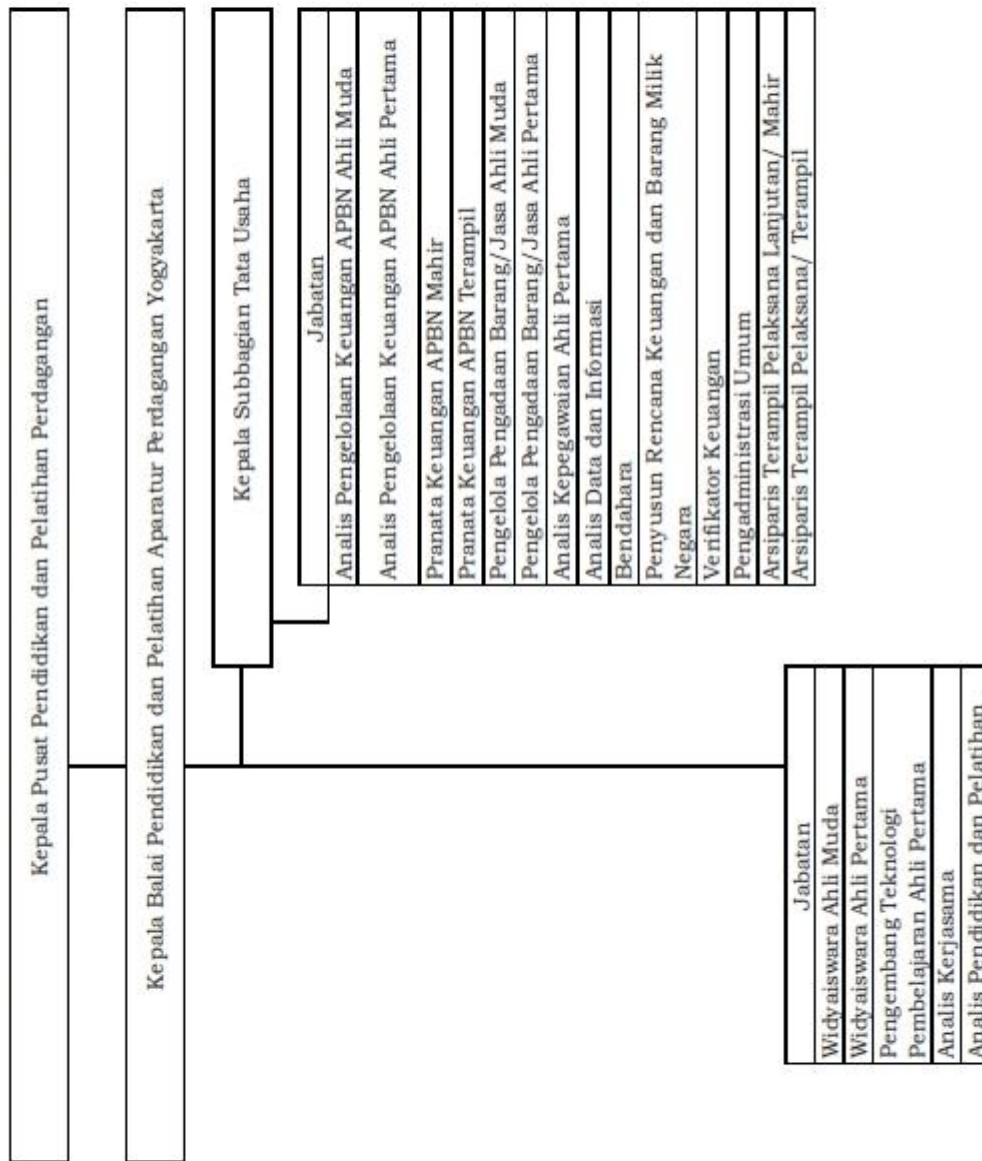 Kepala Pusat Pendidikan dan Pelatihan Perdagangan
Kepala Balai Pendidikan dan Pelatihan Aparatur Perdagangan Yogyakarta
Kepala Subbagian Tata Usaha
Jabatan
Analis Pengelolaan Keuangan APBN Ahli Muda
Analis Pengelolaan Keuangan APBN Ahli Pertama
Pranata Keuangan APBN Mahir
Pranata Keuangan APBN Terampil
Pengelola Pengadaan Barang/Jasa Ahli Muda
Pengelola Pengadaan Barang/Jasa Ahli Pertama
Analis Kepegawaian Ahli Pertama
Analis Data dan Informasi
Bendahara
Penyusun Rencana Keuangan dan Barang Milik
Negara
Verifikator Keuangan
Pengadministrasi Umum
Arsiparis Terampil Pelaksana Lanjutan/ Mahir
Arsiparis Terampil Pelaksana/ Terampil
Jabatan
Widyaiswara Ahli Muda
Widyaiswara Ahli Pertama
Pengembang Teknologi
Pembelajaran Ahli Pertama
Analis Kerjasama
Analis Pendidikan dan Pelatihan